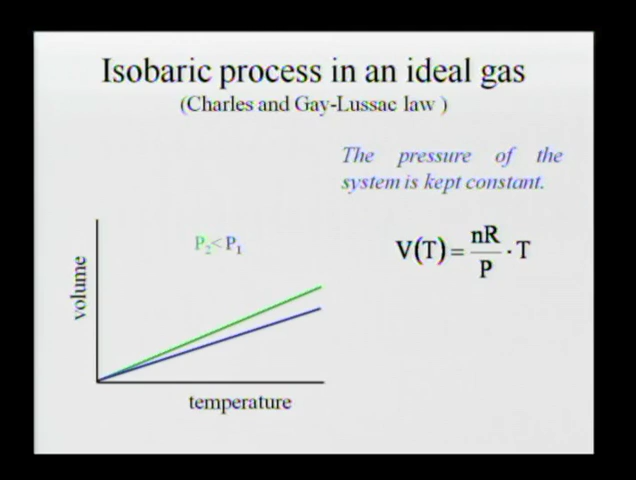 Isobaric process in an ideal gas
(Charles and Gay-Lussac law )
The pressure of the
system is kept constant.
P₂< P₁
V(T) = nR/P · T
volume
temperature